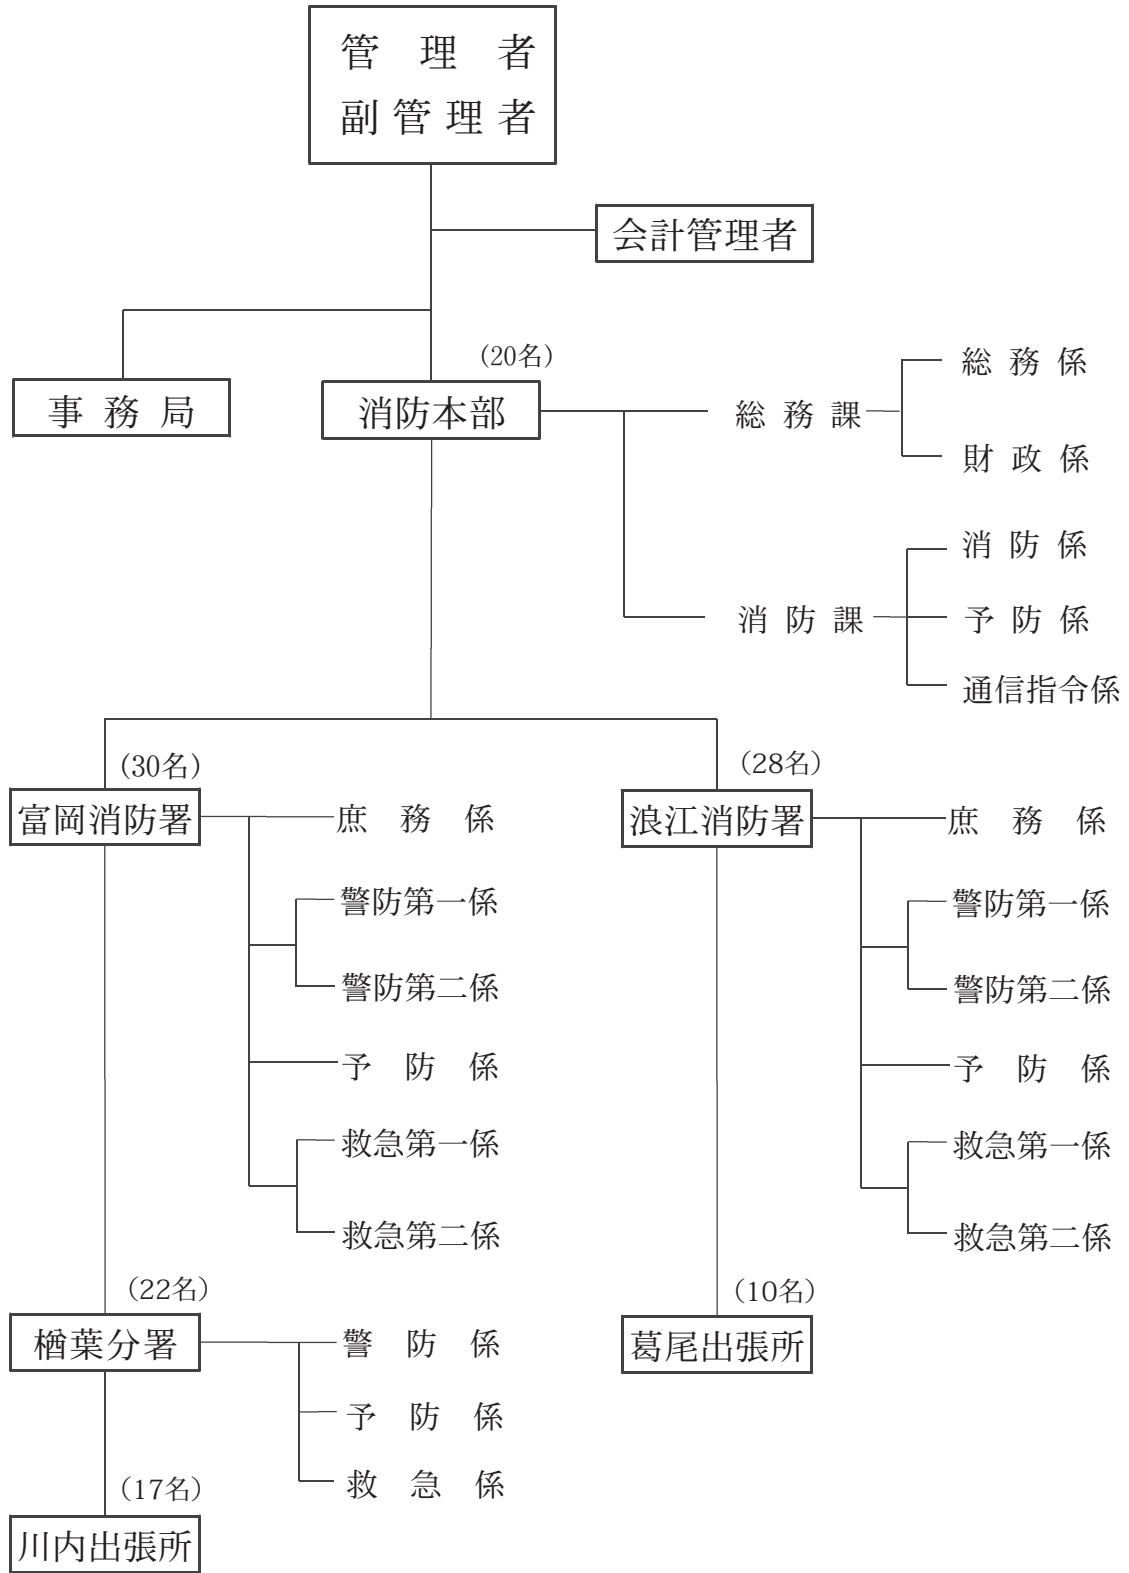 管理者
副管理者
会計管理者
(20名)
事務局
消防本部
総務課
総務係
財政係
消防課
消防係
予防係
通信指令係
(30名)
富岡消防署
庶務係
警防第一係
警防第二係
予防係
救急第一係
救急第二係
(28名)
浪江消防署
庶務係
警防第一係
警防第二係
予防係
救急第一係
救急第二係
(22名)
楢葉分署
警防係
予防係
救急係
(10名)
葛尾出張所
(17名)
川内出張所